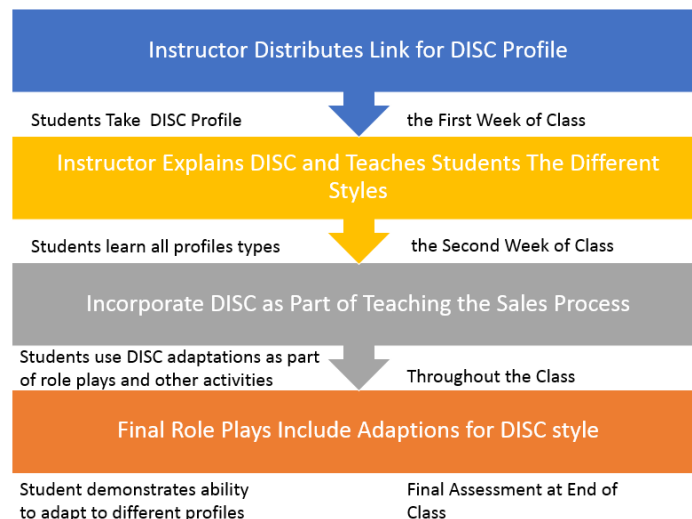 Instructor Distributes Link for DISC Profile
Students Take DISC Profile
the First Week of Class
Instructor Explains DISC and Teaches Students The Different
Styles
Students learn all profiles types
the Second Week of Class
Incorporate DISC as Part of Teaching the Sales Process
Students use DISC adaptations as part
of role plays and other activities
Throughout the Class
Final Role Plays Include Adaptions for DISC style
Student demonstrates ability
to adapt to different profiles
Final Assessment at End of
Class